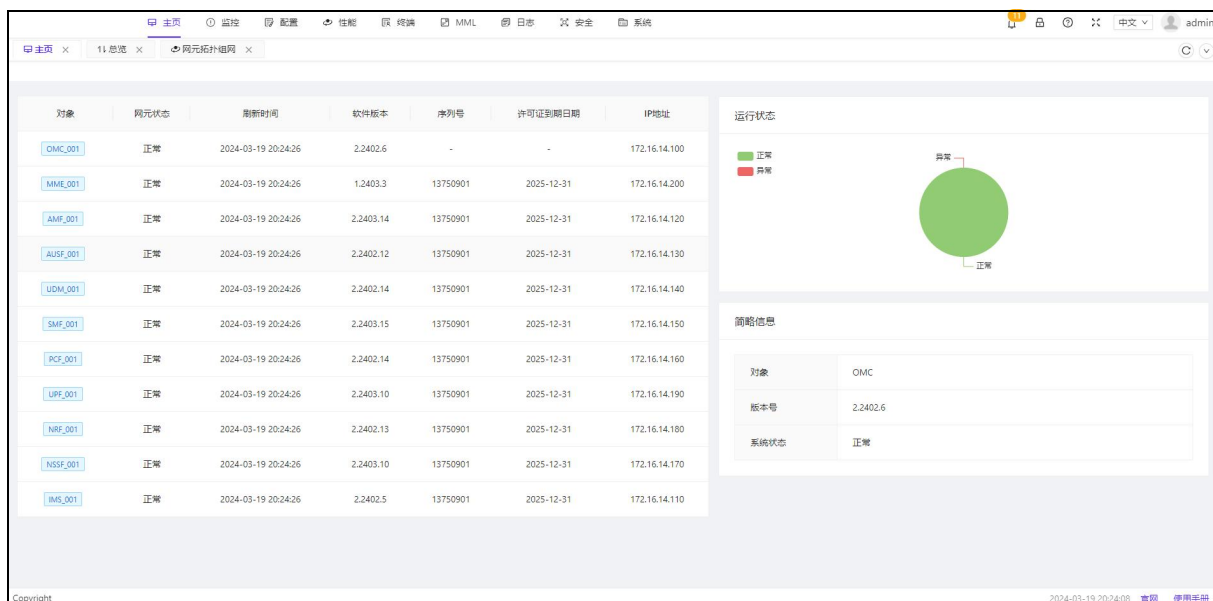 主页 监控 配置 性能 终端 MML 日志 安全 系统 11 中文 admin
主页 总览 网元拓扑组网
对象 网元状态 刷新时间 软件版本 序列号 许可证到期日期 IP地址
OMC_001 正常 2024-03-19 20:24:26 2.2402.6 - - 172.16.14.100
MME_001 正常 2024-03-19 20:24:26 1.2403.3 13750901 2025-12-31 172.16.14.200
AMF_001 正常 2024-03-19 20:24:26 2.2403.14 13750901 2025-12-31 172.16.14.120
AUSF_001 正常 2024-03-19 20:24:26 2.2402.12 13750901 2025-12-31 172.16.14.130
UDM_001 正常 2024-03-19 20:24:26 2.2402.14 13750901 2025-12-31 172.16.14.140
SMF_001 正常 2024-03-19 20:24:26 2.2403.15 13750901 2025-12-31 172.16.14.150
PCF_001 正常 2024-03-19 20:24:26 2.2402.14 13750901 2025-12-31 172.16.14.160
UPF_001 正常 2024-03-19 20:24:26 2.2403.10 13750901 2025-12-31 172.16.14.190
NRF_001 正常 2024-03-19 20:24:26 2.2402.13 13750901 2025-12-31 172.16.14.180
NSSF_001 正常 2024-03-19 20:24:26 2.2403.10 13750901 2025-12-31 172.16.14.170
IMS_001 正常 2024-03-19 20:24:26 2.2402.5 13750901 2025-12-31 172.16.14.110
运行状态
正常
异常
异常
正常
简略信息
对象 OMC
版本号 2.2402.6
系统状态 正常
Copyright 2024-03-19 20:24:08 官网 使用手册